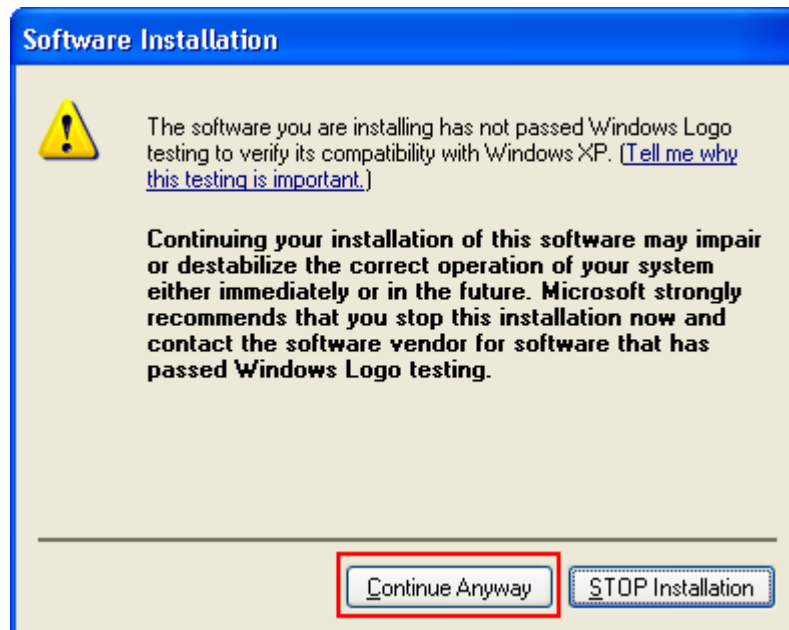 Software Installation
The software you are installing has not passed Windows Logo
testing to verify its compatibility with Windows XP. (Tell me why
this testing is important.)
Continuing your installation of this software may impair
or destabilize the correct operation of your system
either immediately or in the future. Microsoft strongly
recommends that you stop this installation now and
contact the software vendor for software that has
passed Windows Logo testing.
Continue Anyway
STOP Installation